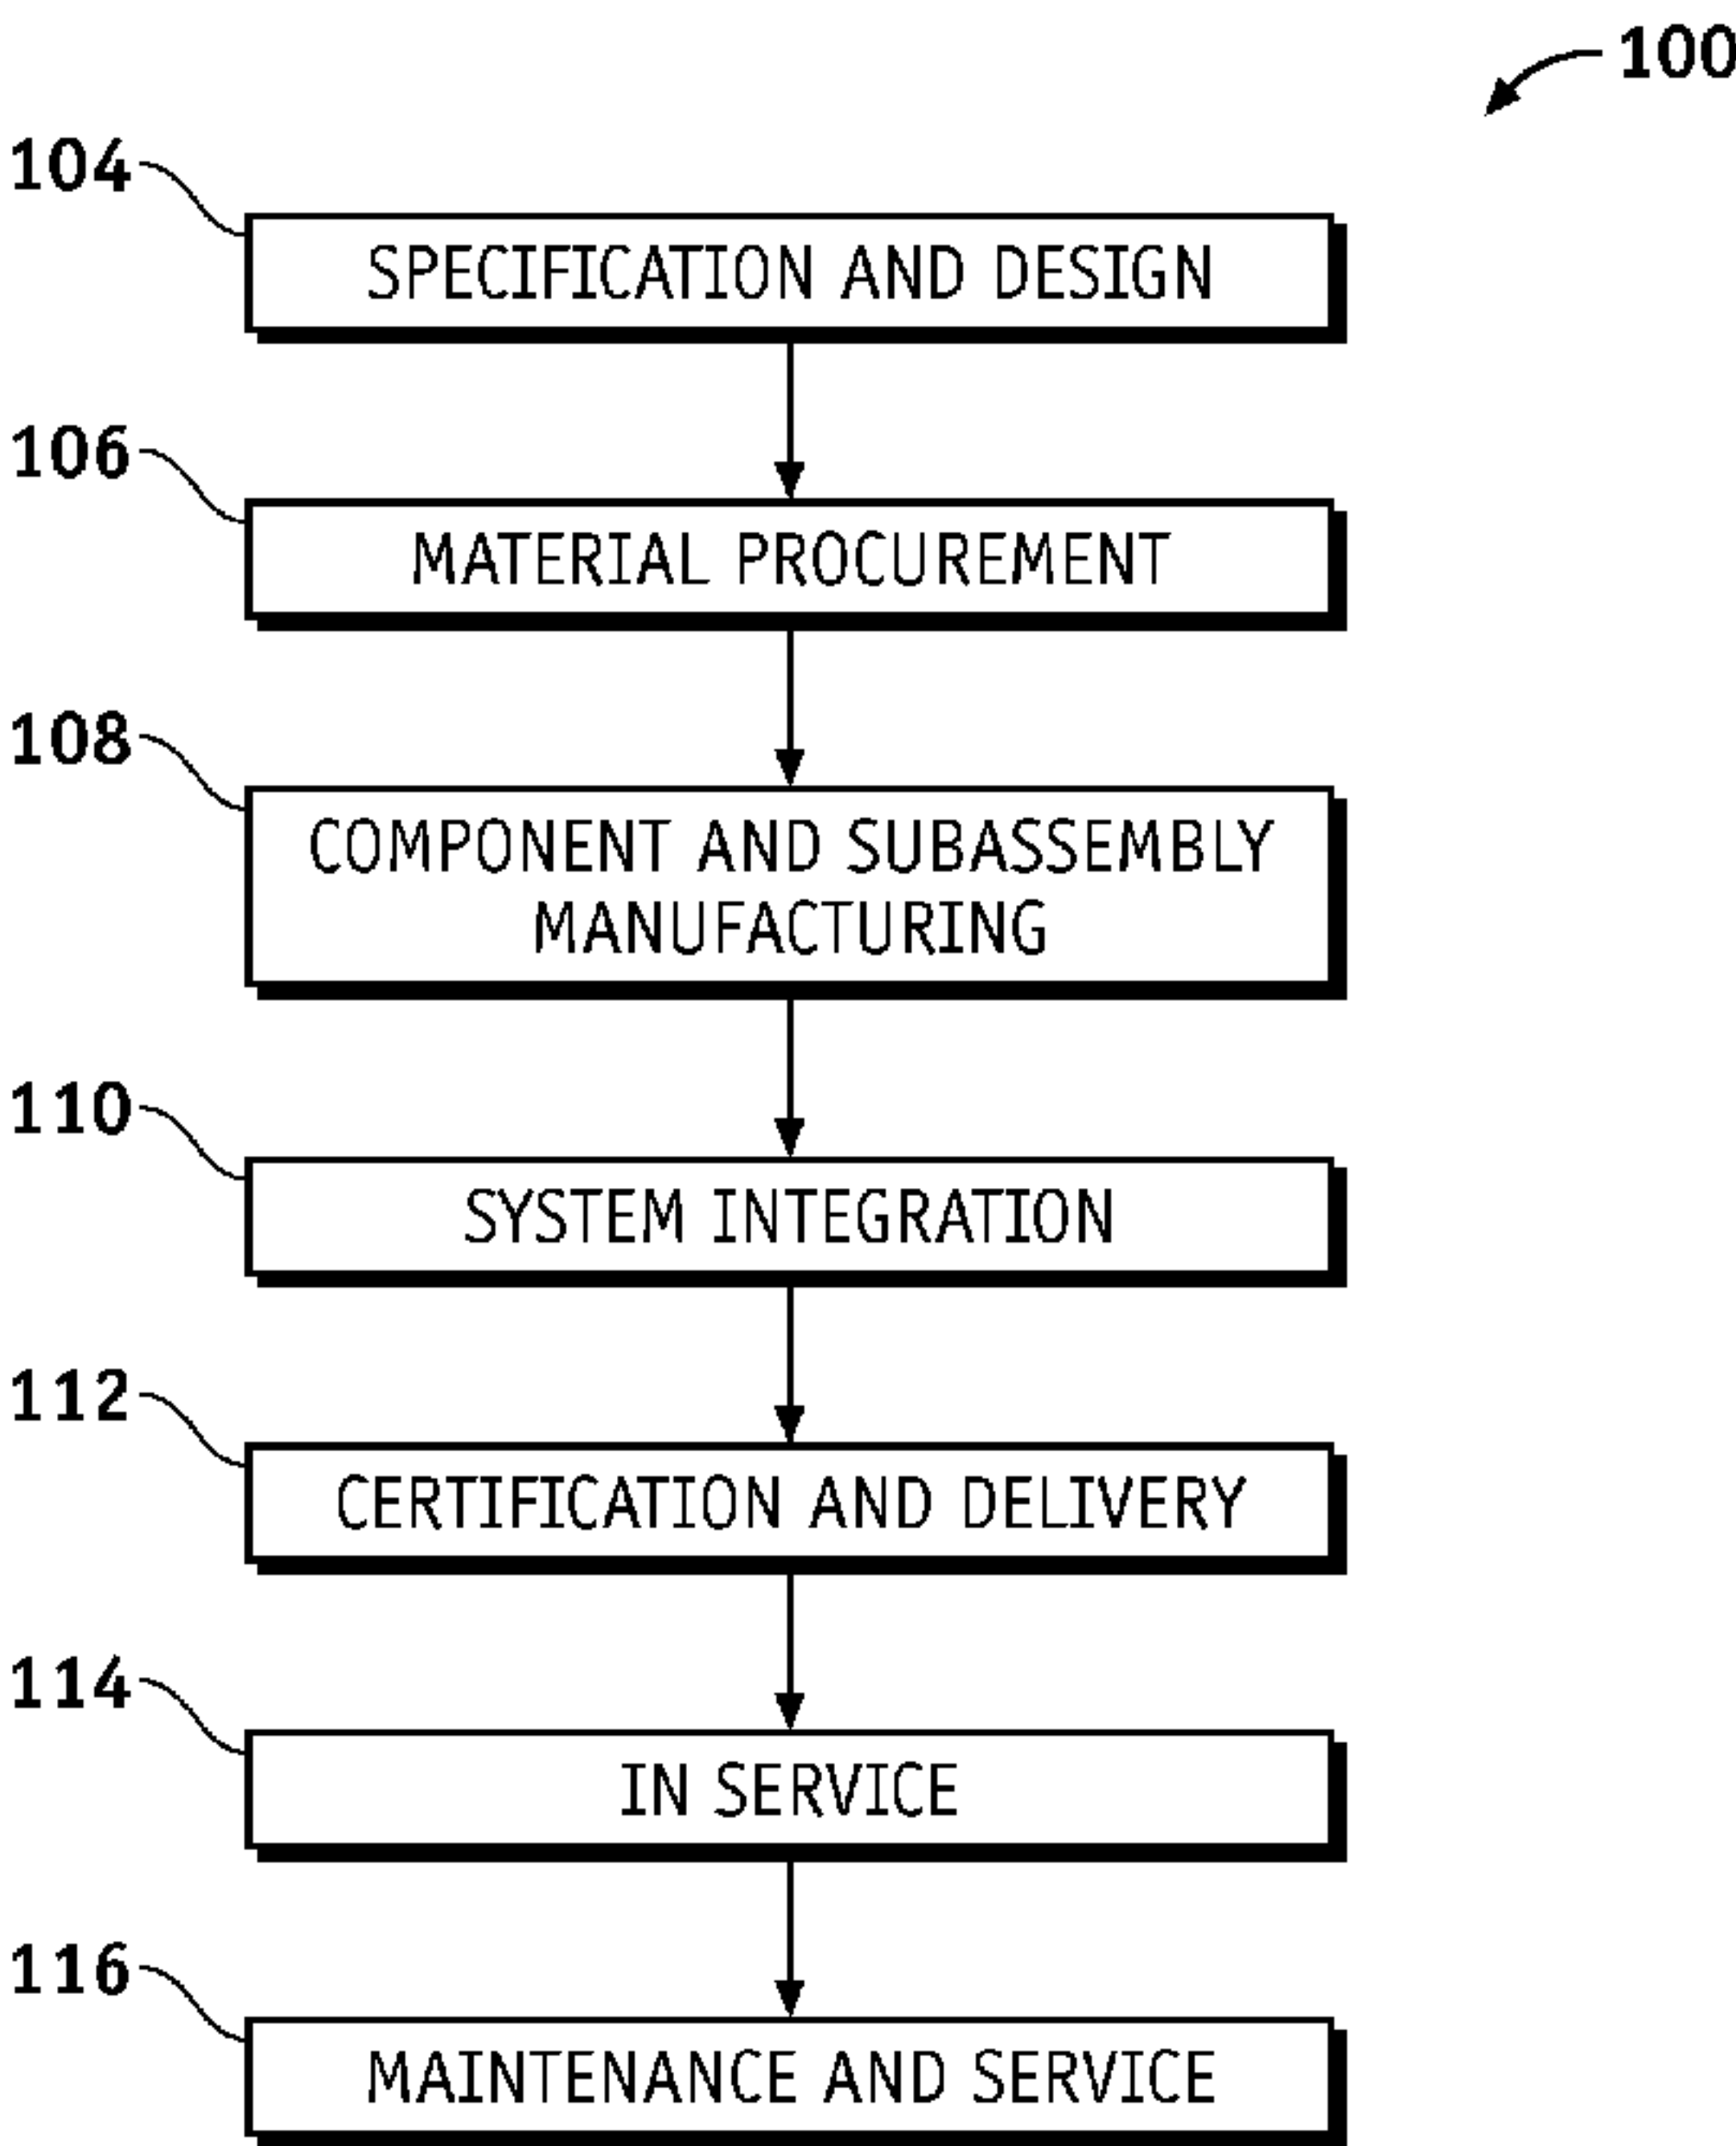 100
104
SPECIFICATION AND DESIGN
106
MATERIAL PROCUREMENT
108
COMPONENT AND SUBASSEMBLY
MANUFACTURING
110
SYSTEM INTEGRATION
112
CERTIFICATION AND DELIVERY
114
IN SERVICE
116
MAINTENANCE AND SERVICE